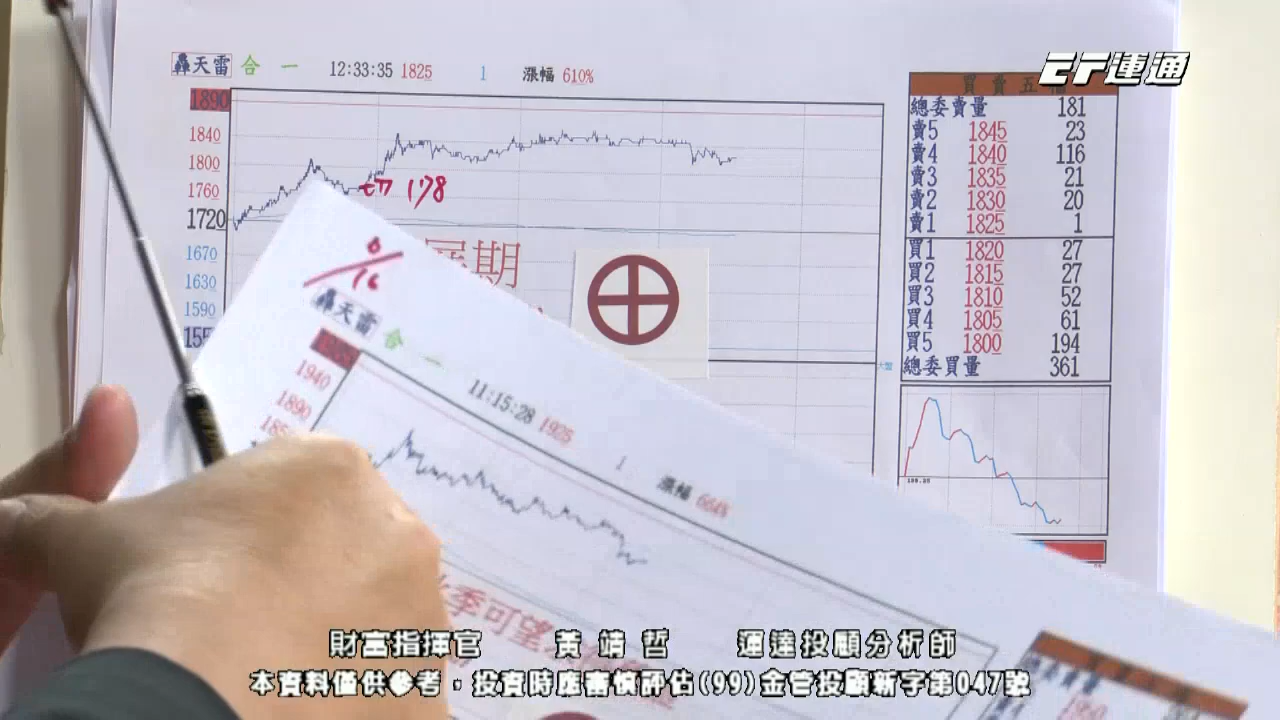 轟天雷 合一 12:33:35 1825 1 漲幅 610%
EF運通
1890
1840
1800
1760
1720
1670
1630
1590
切 178
期
買賣五
總委賣量 181
賣5 1845 23
賣4 1840 116
賣3 1835 21
賣2 1830 20
賣1 1825 1
買1 1820 27
買2 1815 27
買3 1810 52
買4 1805 61
買5 1800 194
總委買量 361
轟天雷 合一 11:15:28 1925 1 漲幅
1940
1890
季可望
財富指揮官 黃靖哲 運達投顧分析師
本資料僅供參考，投資時應審慎評估(99)金管投顧新字第047號